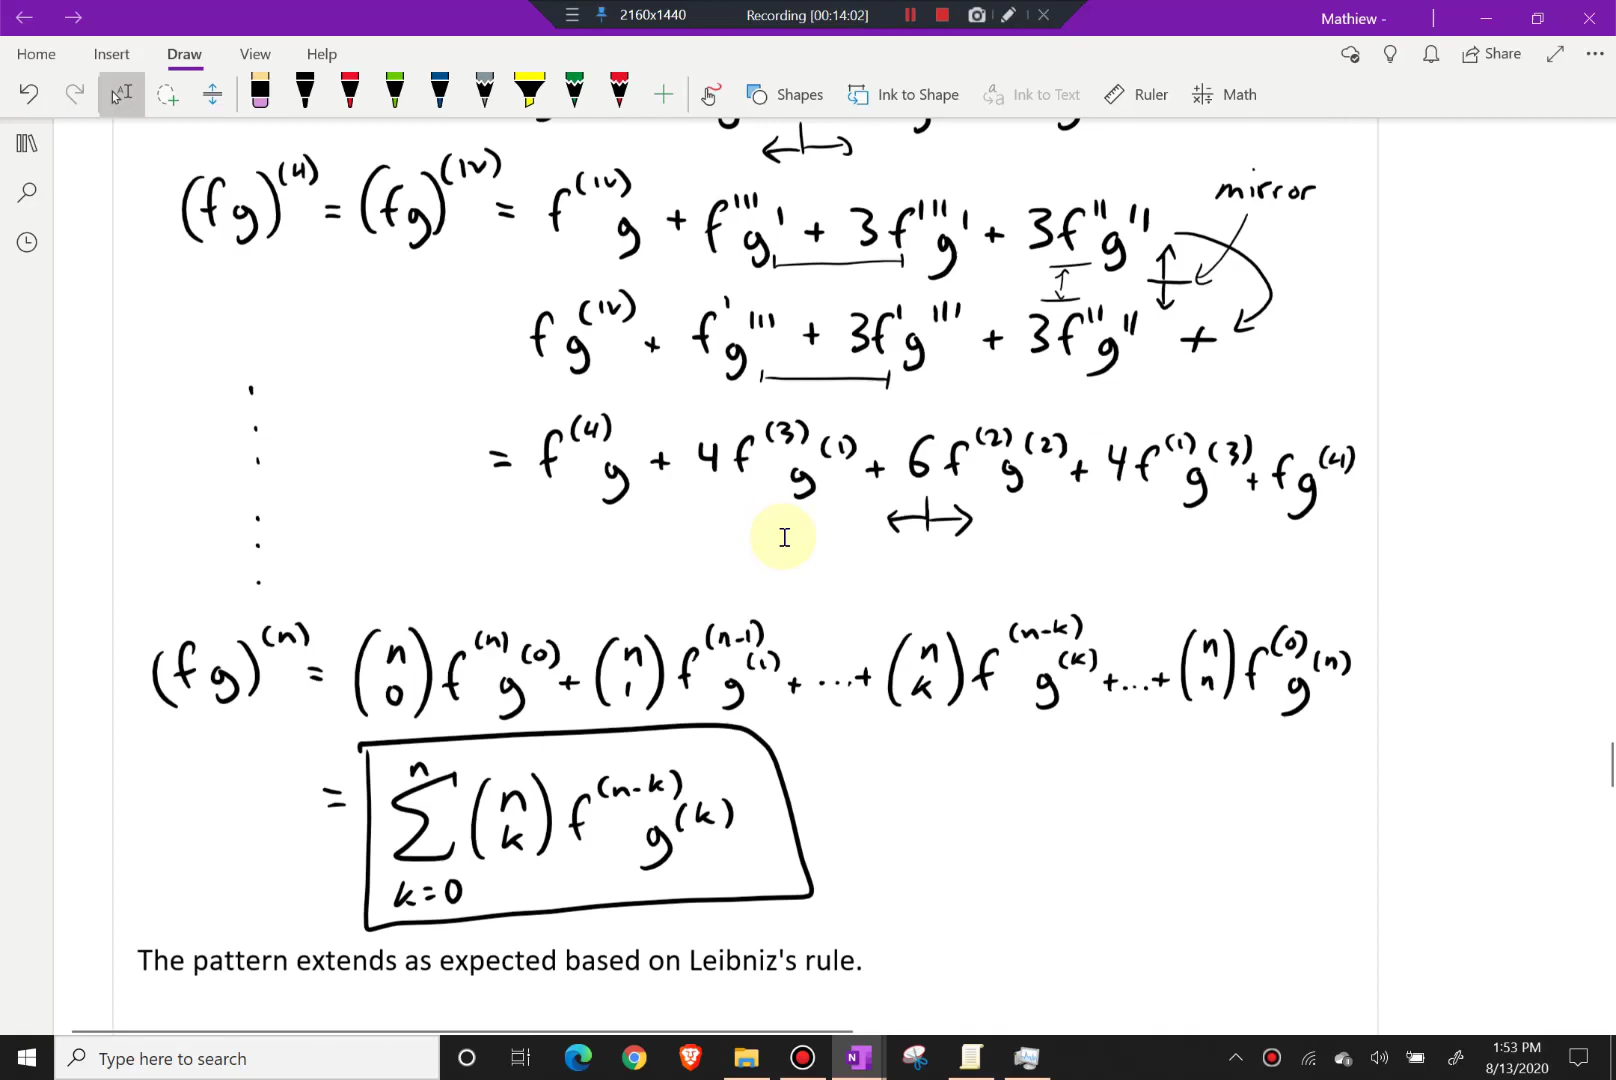 2160x1440 Recording [00:14:02] Mathiew -
Home Insert Draw View Help Share
Shapes Ink to Shape Ink to Text Ruler Math
(fg)^(4) = (fg)^(iv) = f^(iv) g + f''' g' + 3f''' g' + 3f'' g''
mirror
f g^(iv) + f' g''' + 3f' g''' + 3f'' g'' +
= f^(4) g + 4f^(3) g^(1) + 6f^(2) g^(2) + 4f^(1) g^(3) + f g^(4)
(fg)^(n) = (n 0) f^(n) g^(0) + (n 1) f^(n-1) g^(1) + ... + (n k) f^(n-k) g^(k) + ... + (n n) f^(0) g^(n)
= n Σ k=0 (n k) f^(n-k) g^(k)
The pattern extends as expected based on Leibniz's rule.
Type here to search 1:53 PM
8/13/2020